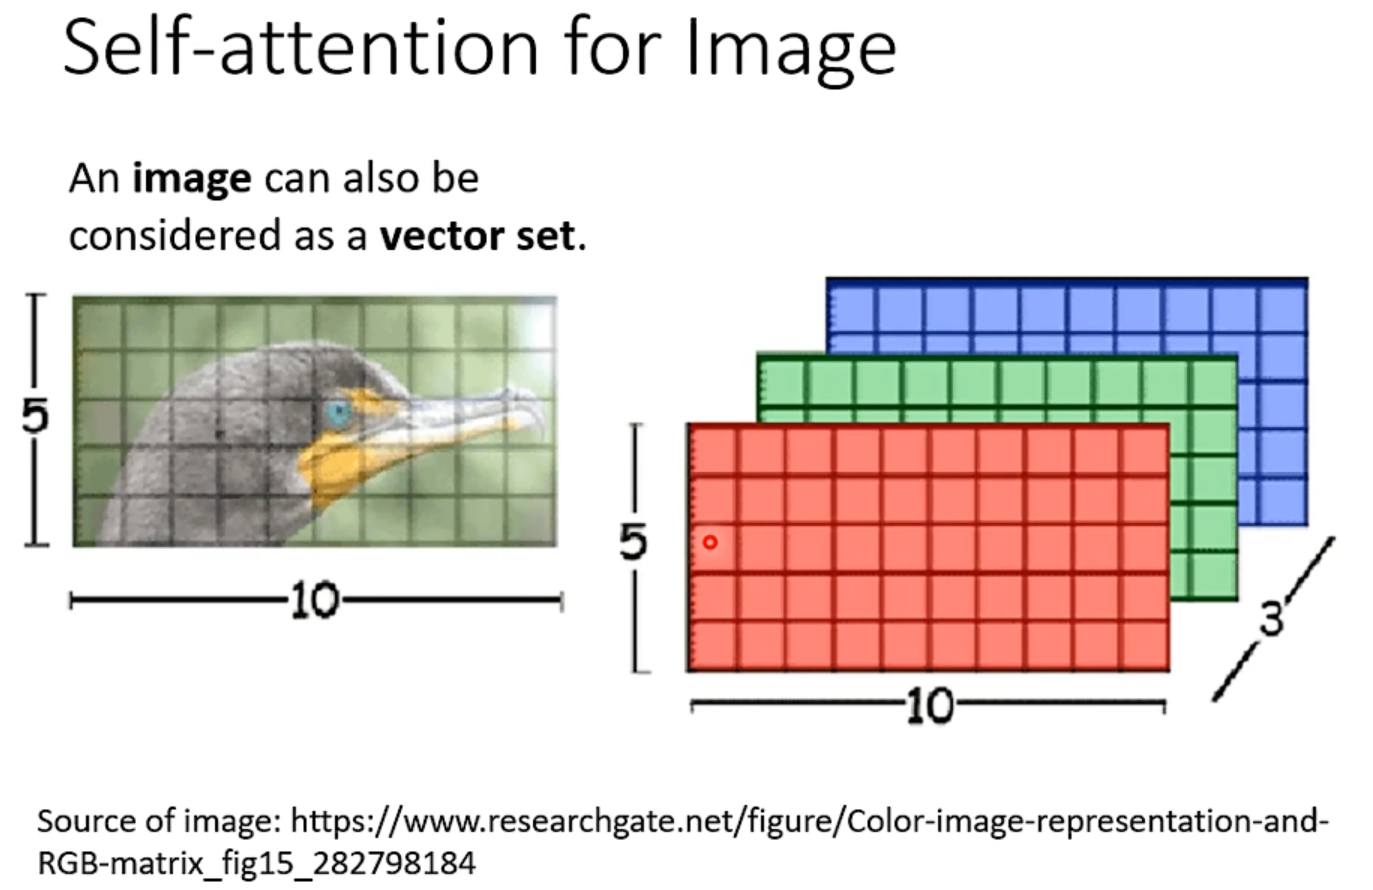 Self-attention for Image
An image can also be
considered as a vector set.
5
10
5
10
3
Source of image: https://www.researchgate.net/figure/Color-image-representation-and-
RGB-matrix_fig15_282798184